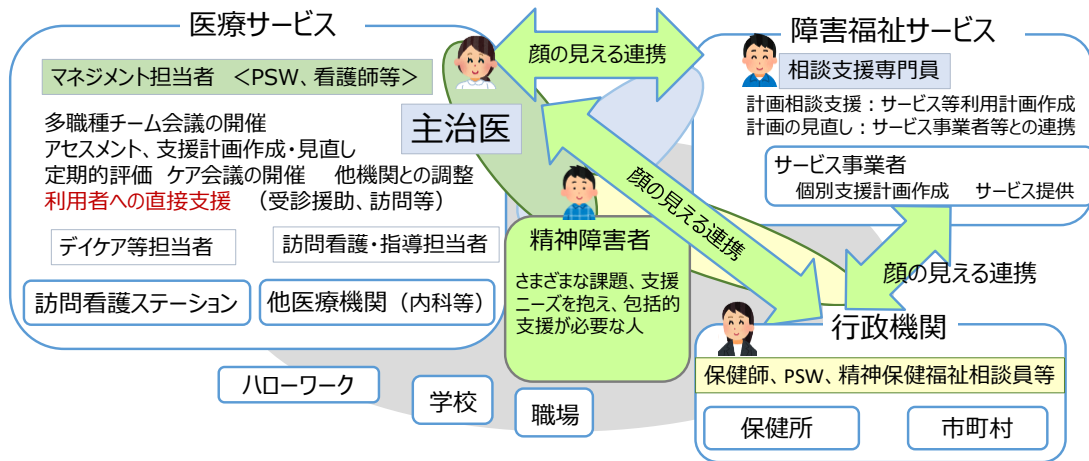 医療サービス
マネジメント担当者 <PSW、看護師等>
主治医
多職種チーム会議の開催
アセスメント、支援計画作成・見直し
定期的評価 ケア会議の開催 他機関との調整
利用者への直接支援 (受診援助、訪問等)
デイケア等担当者
訪問看護・指導担当者
訪問看護ステーション
他医療機関(内科等)
顔の見える連携
障害福祉サービス
相談支援専門員
計画相談支援:サービス等利用計画作成
計画の見直し:サービス事業者等との連携
サービス事業者
個別支援計画作成 サービス提供
顔の見える連携
顔の見える連携
精神障害者
さまざまな課題、支援
ニーズを抱え、包括的
支援が必要な人
行政機関
保健師、PSW、精神保健福祉相談員等
保健所
市町村
ハローワーク
学校
職場